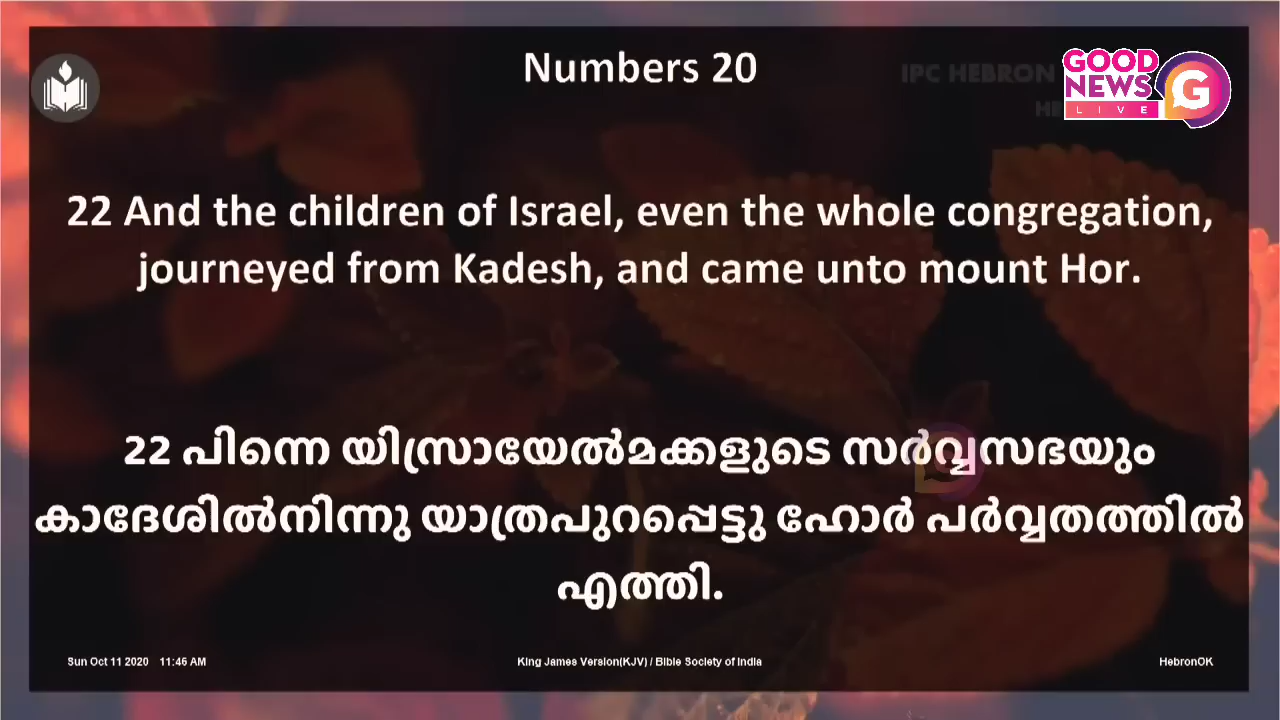 Numbers 20
IPC HEBRON
GOOD
NEWS
LIVE
G
22 And the children of Israel, even the whole congregation,
journeyed from Kadesh, and came unto mount Hor.
22 പിന്നെ യിസ്രായേൽമക്കളുടെ സർവ്വസഭയും
കാദേശിൽനിന്നു യാത്രപുറപ്പെട്ടു ഹോർ പർവ്വതത്തിൽ
എത്തി.
Sun Oct 11 2020 11:46 AM
King James Version(KJV) / Bible Society of India
HebronOK